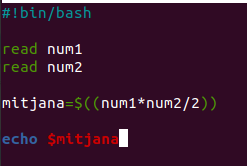 #!bin/bash
read num1
read num2
mitjana=$((num1*num2/2))
echo $mitjana